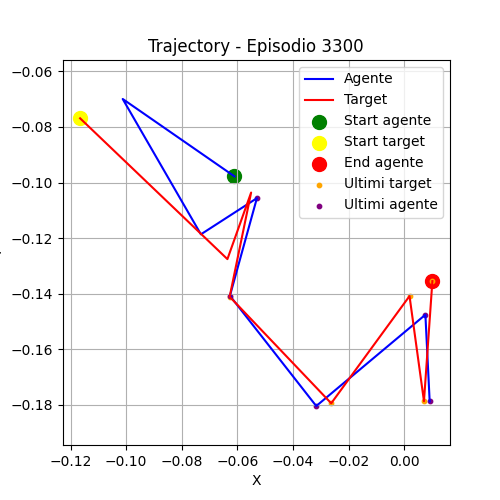 Trajectory - Episodio 3300
Agente
Target
Start agente
Start target
End agente
Ultimi target
Ultimi agente
−0.06
−0.08
−0.10
−0.12
−0.14
−0.16
−0.18
−0.12
−0.10
−0.08
−0.06
−0.04
−0.02
0.00
X